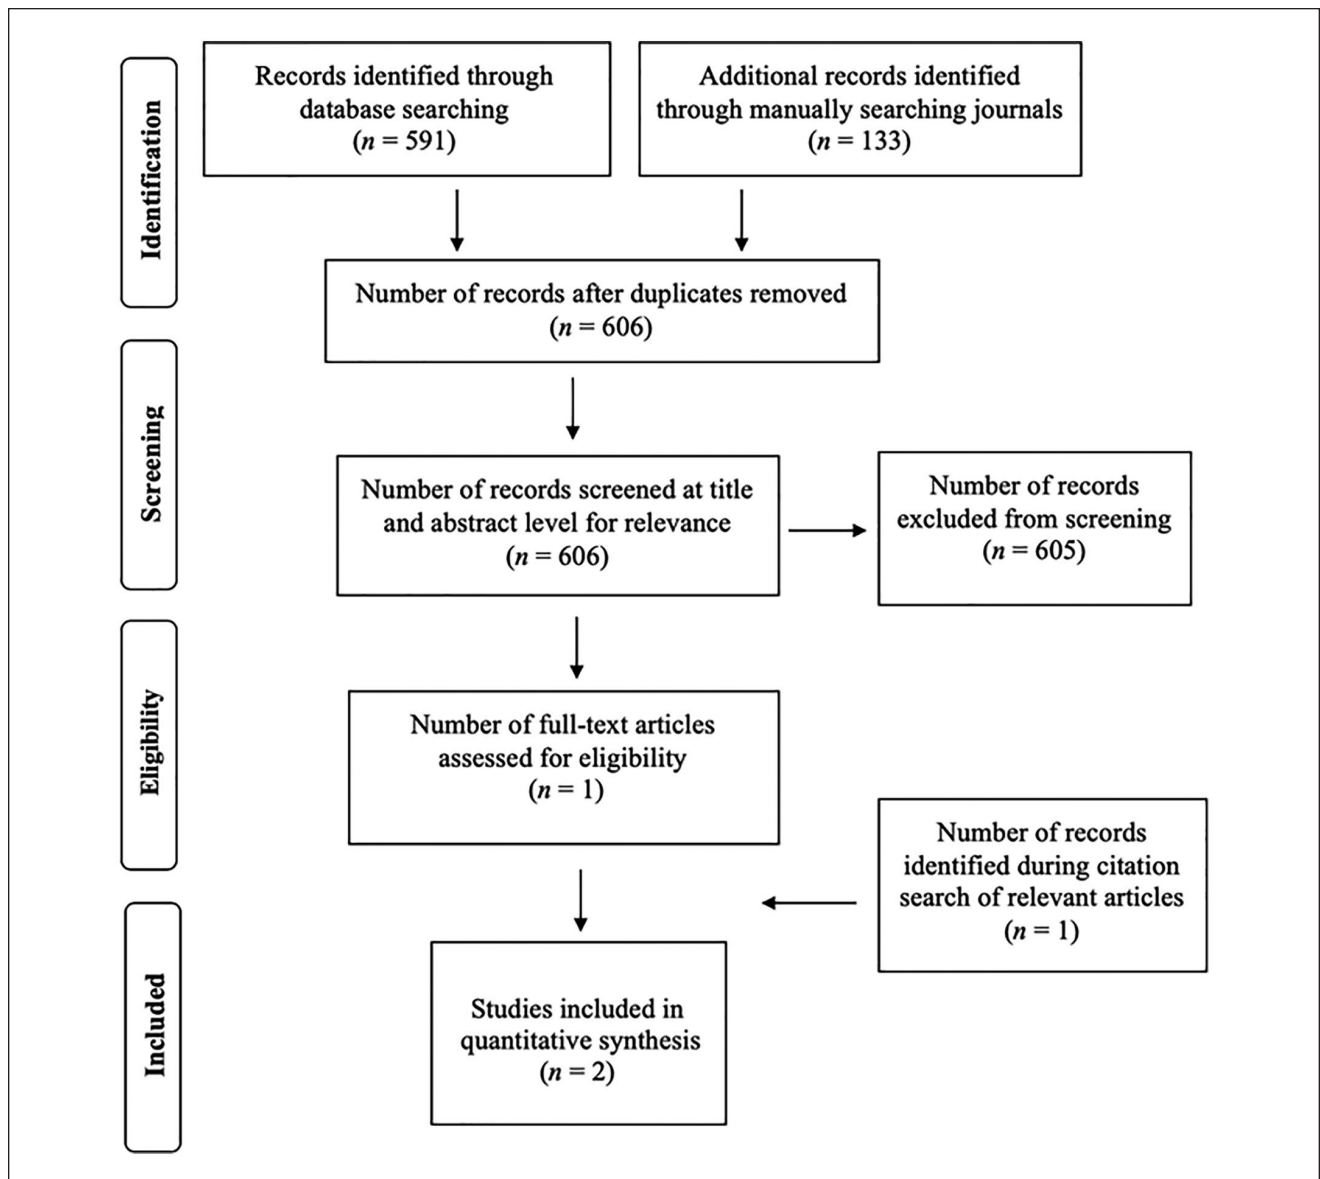 Identification
Records identified through
database searching
(n = 591)
Additional records identified
through manually searching journals
(n = 133)
Number of records after duplicates removed
(n = 606)
Screening
Number of records screened at title
and abstract level for relevance
(n = 606)
Number of records
excluded from screening
(n = 605)
Eligibility
Number of full-text articles
assessed for eligibility
(n = 1)
Number of records
identified during citation
search of relevant articles
(n = 1)
Included
Studies included in
quantitative synthesis
(n = 2)